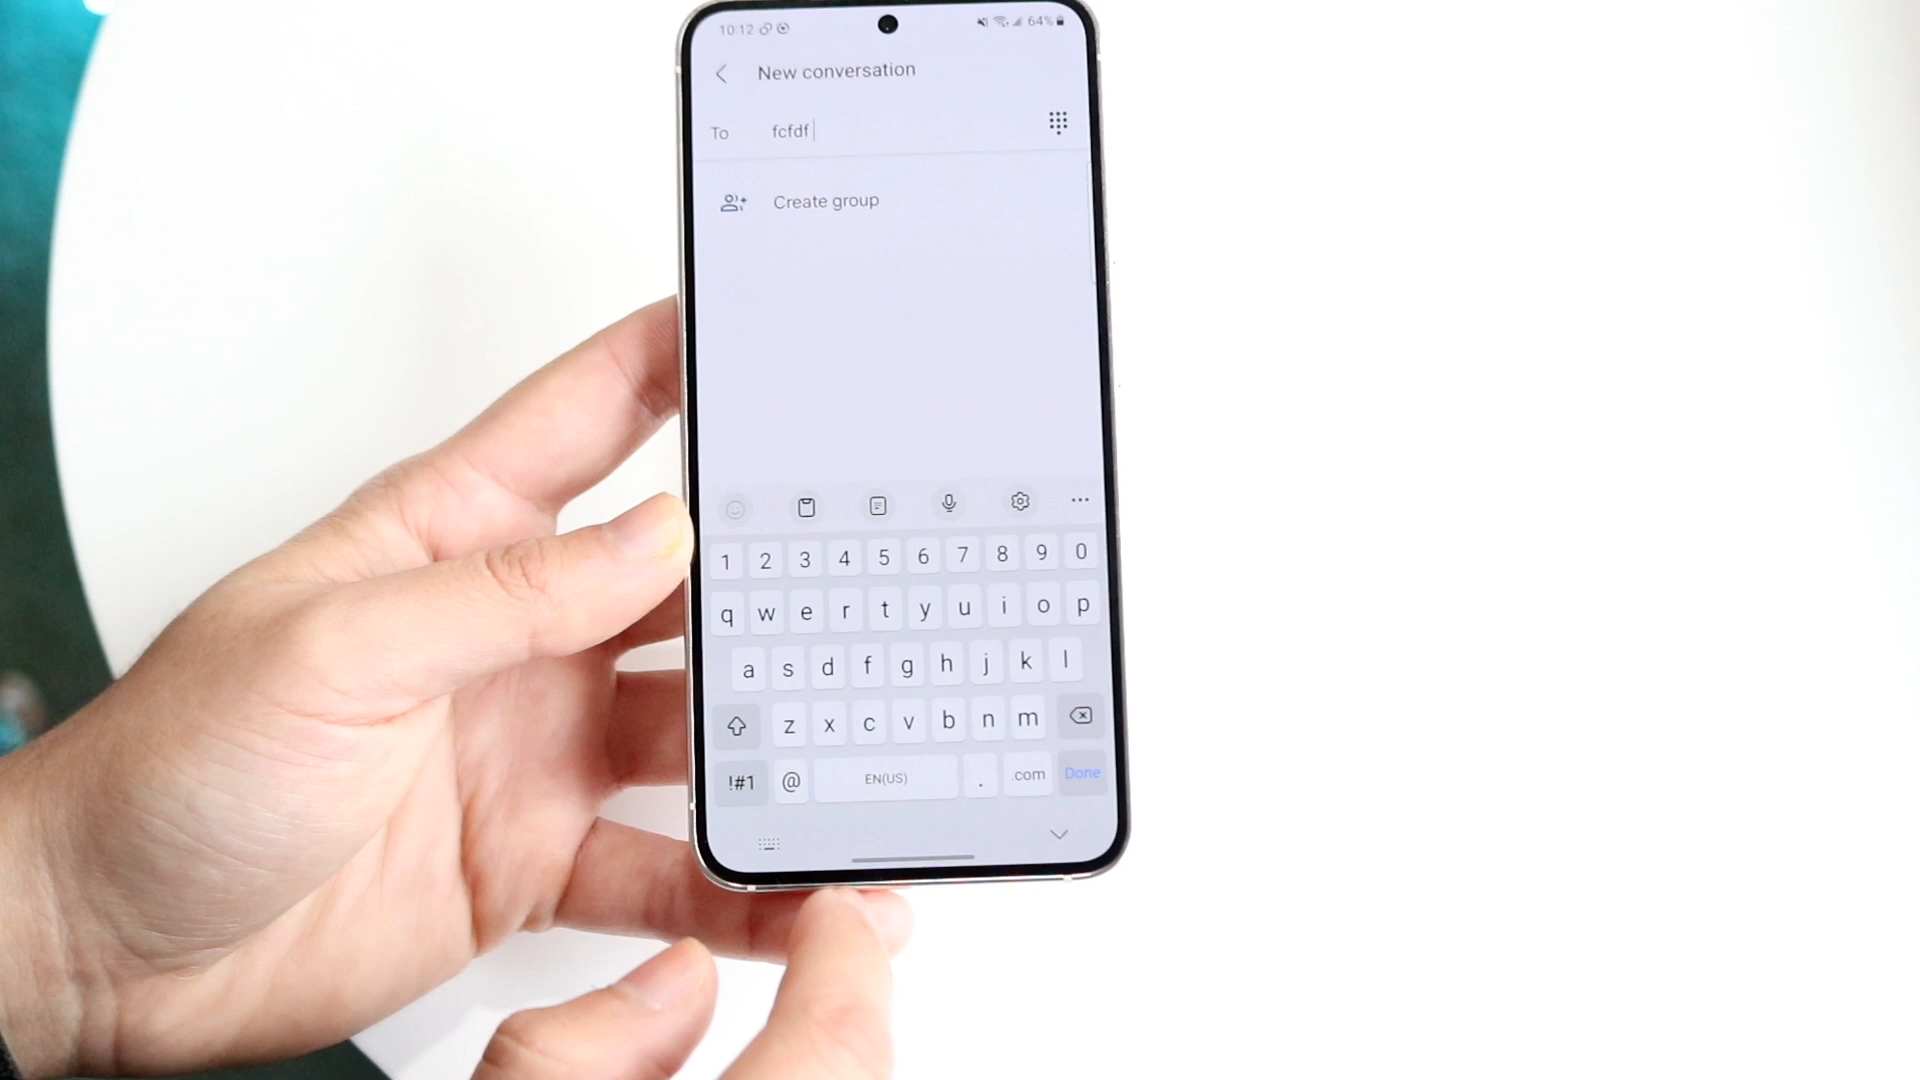 10:12 64%
New conversation
To fcfdf
Create group
1 2 3 4 5 6 7 8 9 0
q w e r t y u i o p
a s d f g h j k l
z x c v b n m
!#1 @ EN(US) . .com Done